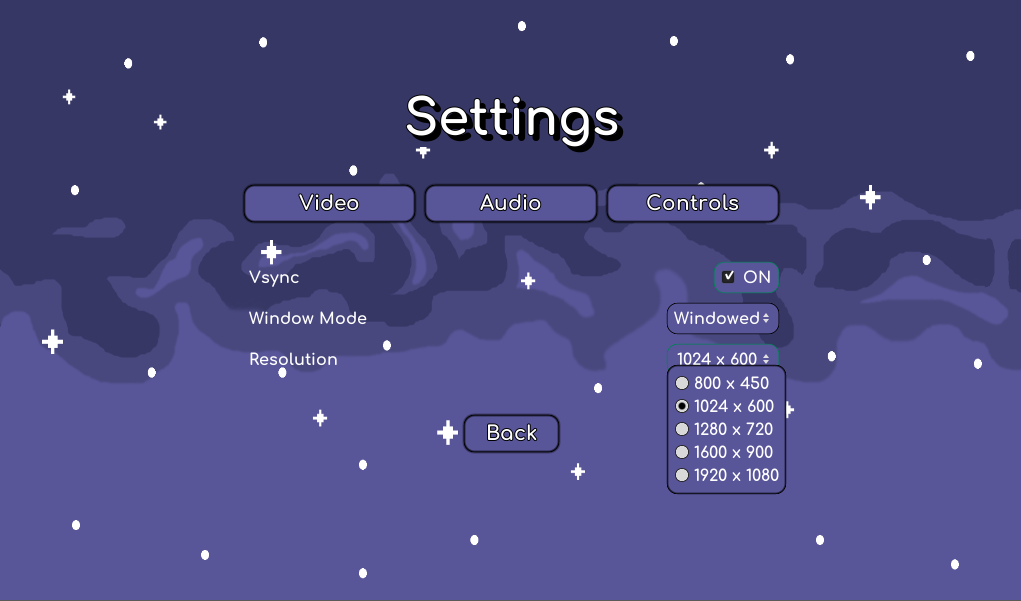 Settings
Video Audio Controls
Vsync ON
Window Mode Windowed
Resolution 1024 x 600
800 x 450
1024 x 600
1280 x 720
1600 x 900
1920 x 1080
Back